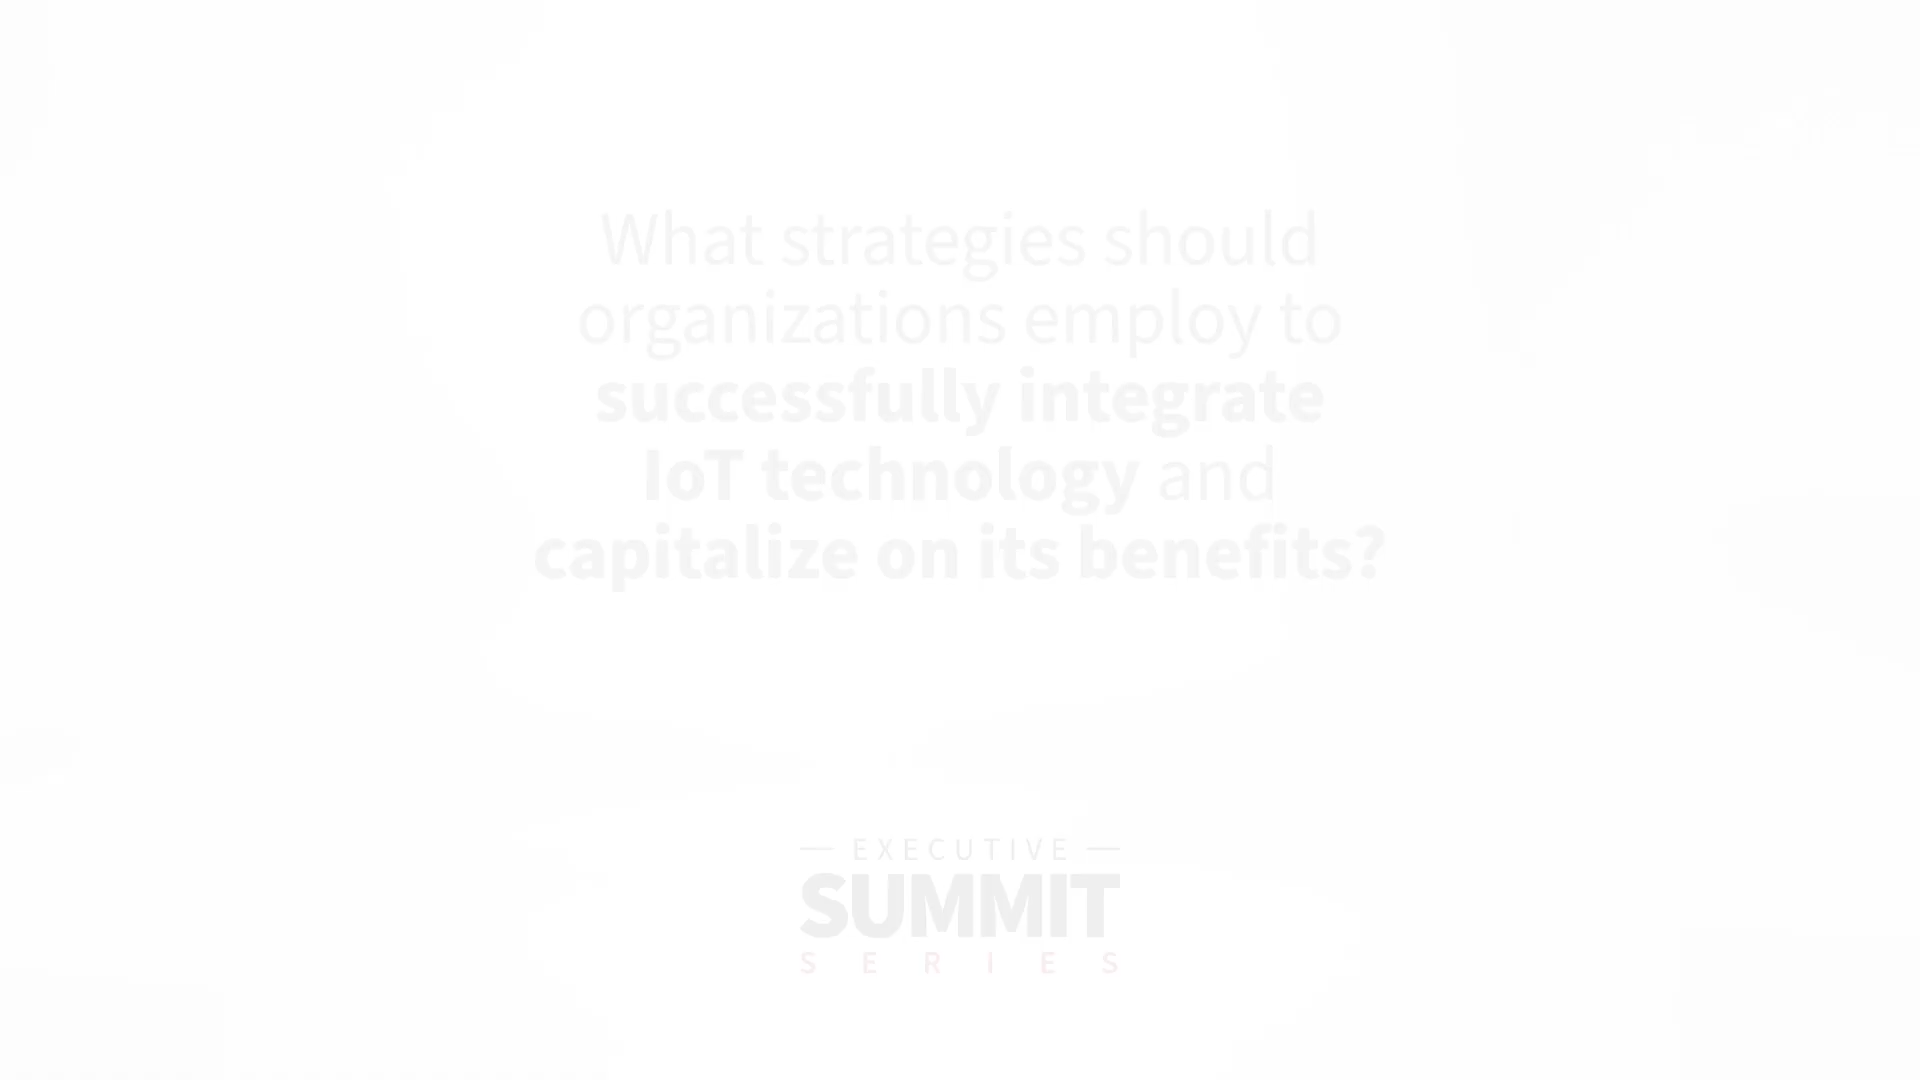 What strategies should
organizations employ to
successfully integrate
IoT technology and
capitalize on its benefits?
EXECUTIVE
SUMMIT
SERIES